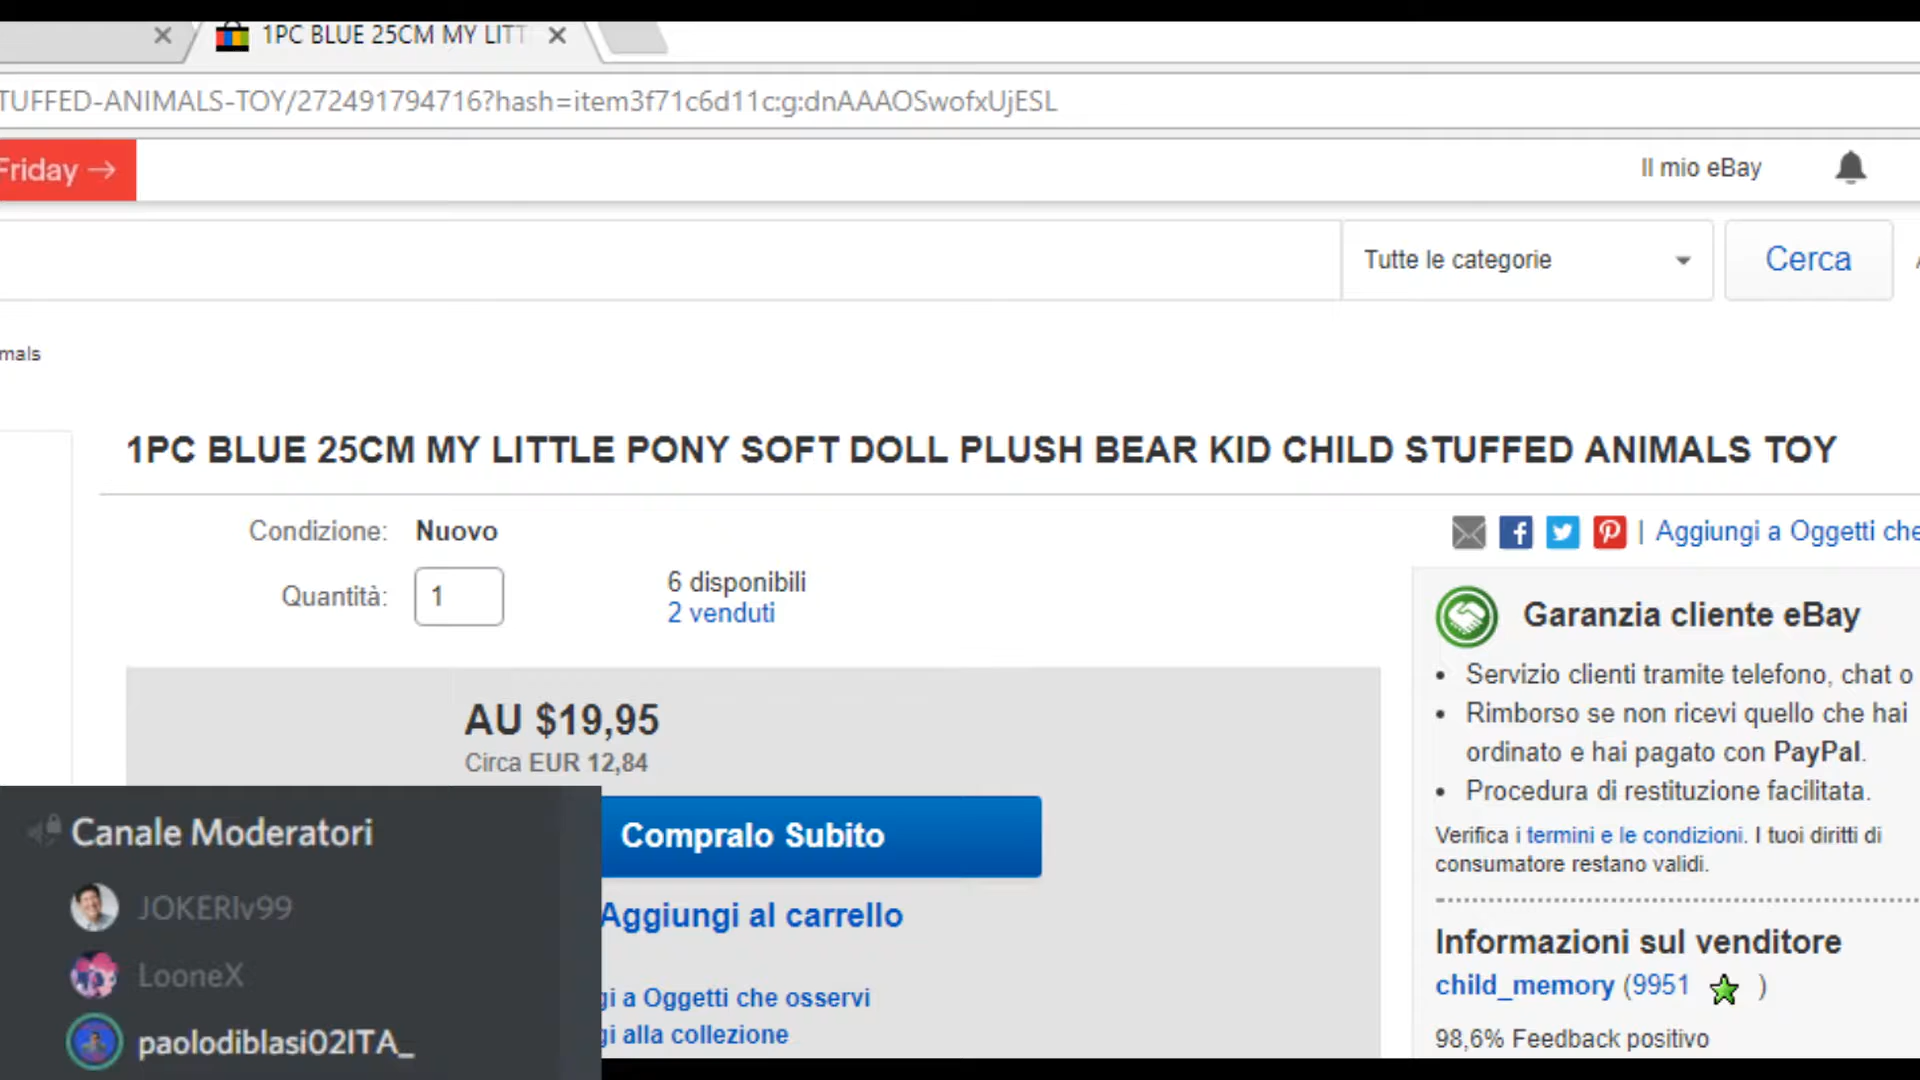 1PC BLUE 25CM MY LITT
TUFFED-ANIMALS-TOY/272491794716?hash=item3f71c6d11c:g:dnAAAOSwofxUjESL
Friday →
Il mio eBay
Tutte le categorie
Cerca
mals
1PC BLUE 25CM MY LITTLE PONY SOFT DOLL PLUSH BEAR KID CHILD STUFFED ANIMALS TOY
Condizione: Nuovo
| Aggiungi a Oggetti che
Quantità: 1
6 disponibili
2 venduti
AU $19,95
Circa EUR 12,84
Compralo Subito
Aggiungi al carrello
gi a Oggetti che osservi
gi alla collezione
Garanzia cliente eBay
• Servizio clienti tramite telefono, chat o
• Rimborso se non ricevi quello che hai
ordinato e hai pagato con PayPal.
• Procedura di restituzione facilitata.
Verifica i termini e le condizioni. I tuoi diritti di
consumatore restano validi.
Informazioni sul venditore
child_memory (9951 )
98,6% Feedback positivo
Canale Moderatori
JOKERIv99
LooneX
paolodiblasi02ITA_